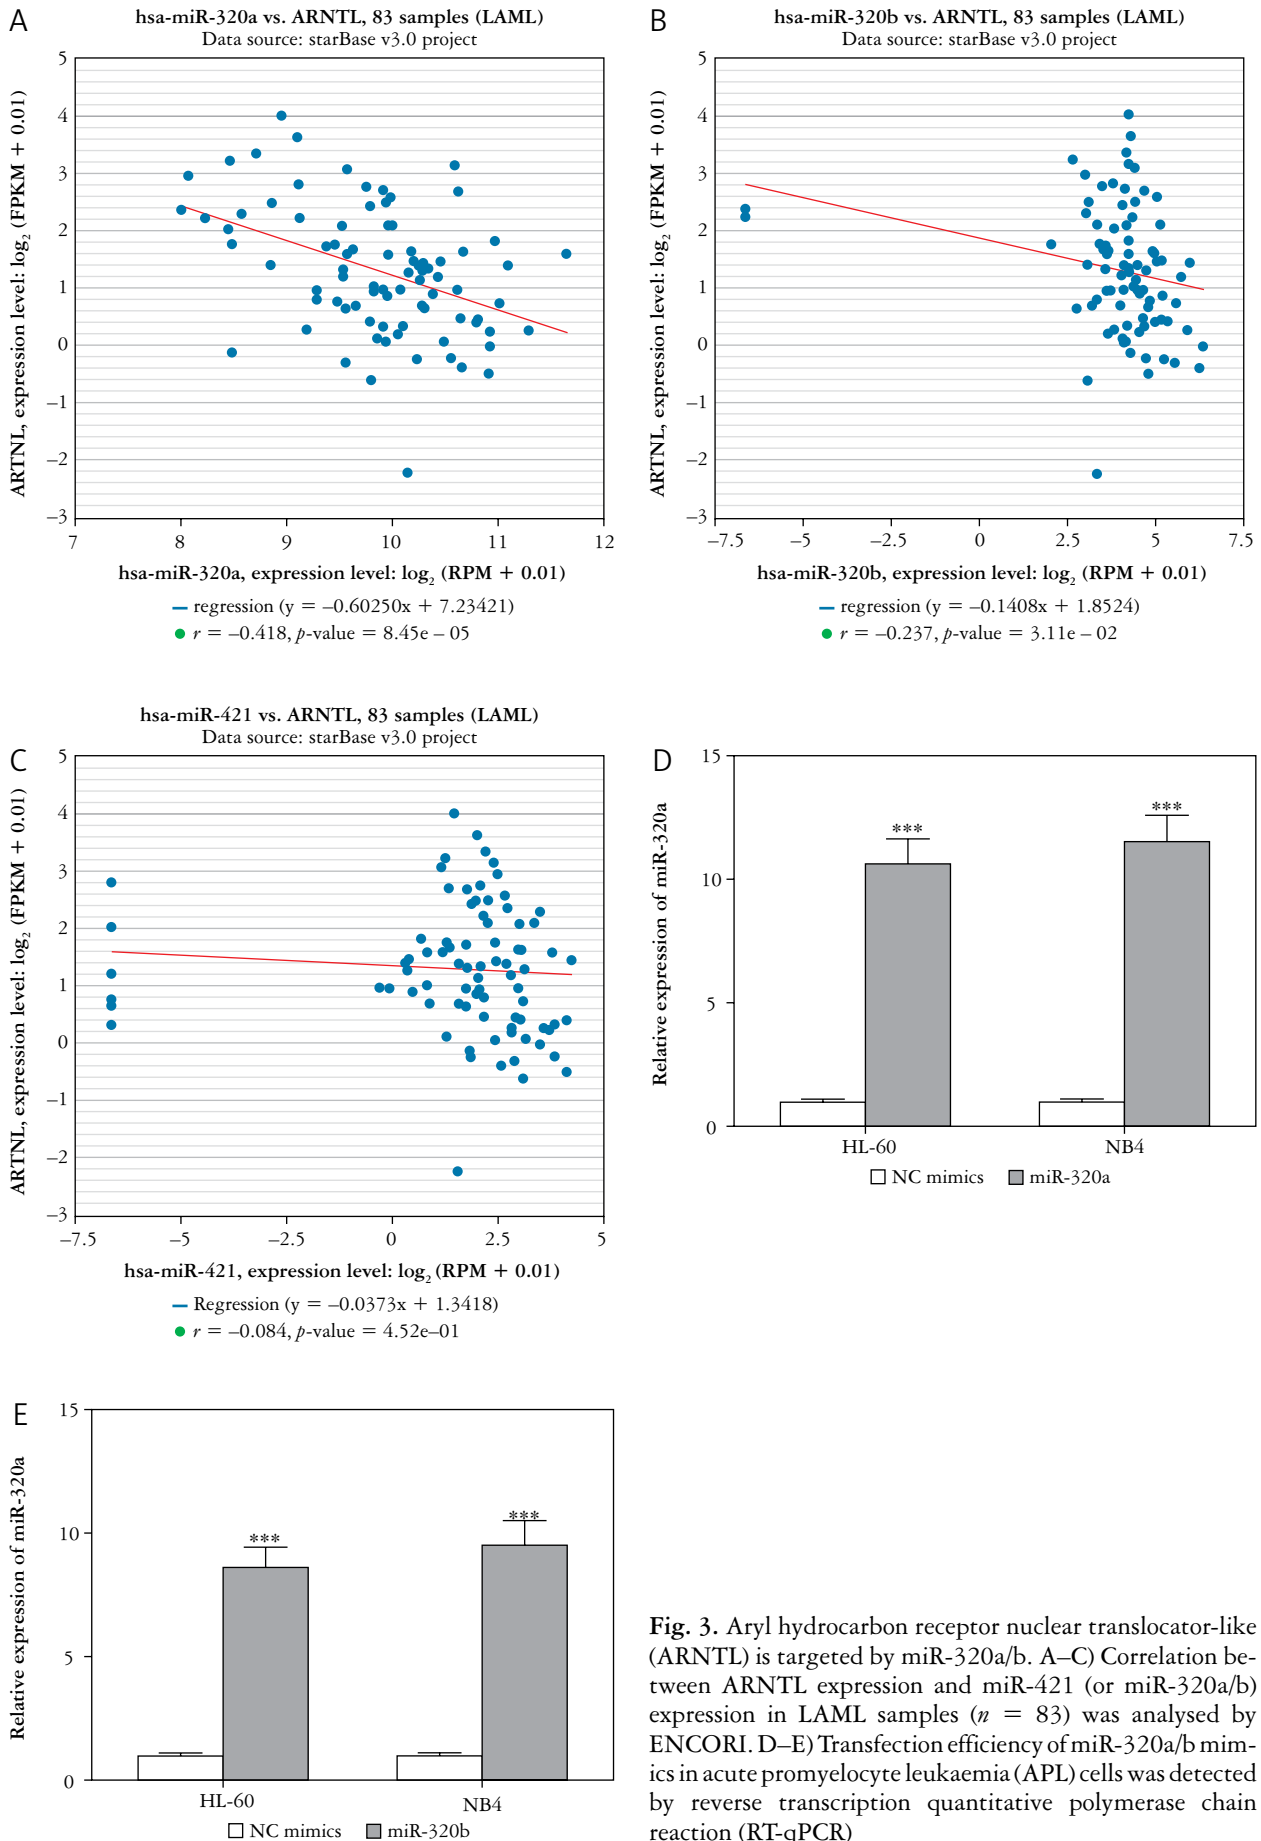 A
hsa-miR-320a vs. ARNTL, 83 samples (LAML)
Data source: starBase v3.0 project
ARTNL, expression level: log2 (FPKM + 0.01)
5
4
3
2
1
0
–1
–2
–3
7
8
9
10
11
12
hsa-miR-320a, expression level: log2 (RPM + 0.01)
regression (y = –0.60250x + 7.23421)
r = –0.418, p-value = 8.45e – 05
B
hsa-miR-320b vs. ARNTL, 83 samples (LAML)
Data source: starBase v3.0 project
ARTNL, expression level: log2 (FPKM + 0.01)
5
4
3
2
1
0
–1
–2
–3
–7.5
–5
–2.5
0
2.5
5
7.5
hsa-miR-320b, expression level: log2 (RPM + 0.01)
regression (y = –0.1408x + 1.8524)
r = –0.237, p-value = 3.11e – 02
C
hsa-miR-421 vs. ARNTL, 83 samples (LAML)
Data source: starBase v3.0 project
ARTNL, expression level: log2 (FPKM + 0.01)
5
4
3
2
1
0
–1
–2
–3
–7.5
–5
–2.5
0
2.5
5
hsa-miR-421, expression level: log2 (RPM + 0.01)
Regression (y = –0.0373x + 1.3418)
r = –0.084, p-value = 4.52e–01
D
Relative expression of miR-320a
15
10
5
0
***
***
HL-60
NB4
NC mimics
miR-320a
E
Relative expression of miR-320a
15
10
5
0
***
***
HL-60
NB4
NC mimics
miR-320b
Fig. 3. Aryl hydrocarbon receptor nuclear translocator-like
(ARNTL) is targeted by miR-320a/b. A–C) Correlation be-
tween ARNTL expression and miR-421 (or miR-320a/b)
expression in LAML samples (n = 83) was analysed by
ENCORI. D–E) Transfection efficiency of miR-320a/b mim-
ics in acute promyelocyte leukaemia (APL) cells was detected
by reverse transcription quantitative polymerase chain
reaction (RT-qPCR)